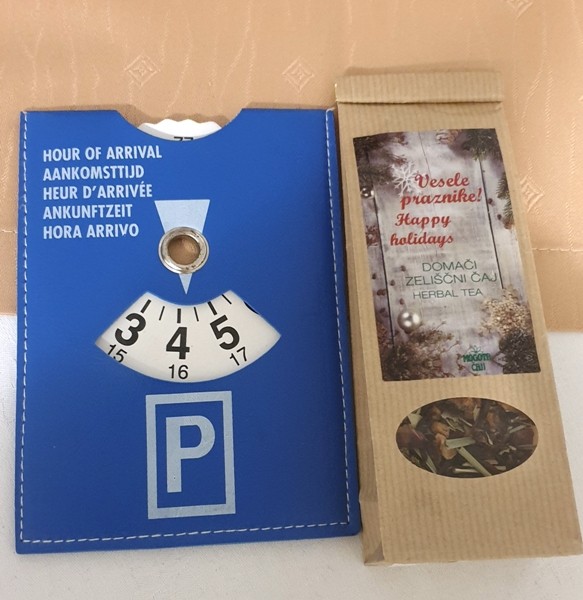 HOUR OF ARRIVAL
AANKOMSTTIJD
HEUR D'ARRIVÉE
ANKUNFTZEIT
HORA ARRIVO
3 4 5
15 16 17
P
Vesele
praznike!
Happy
holidays
DOMAČI
ZELIŠČNI ČAJ
HERBAL TEA